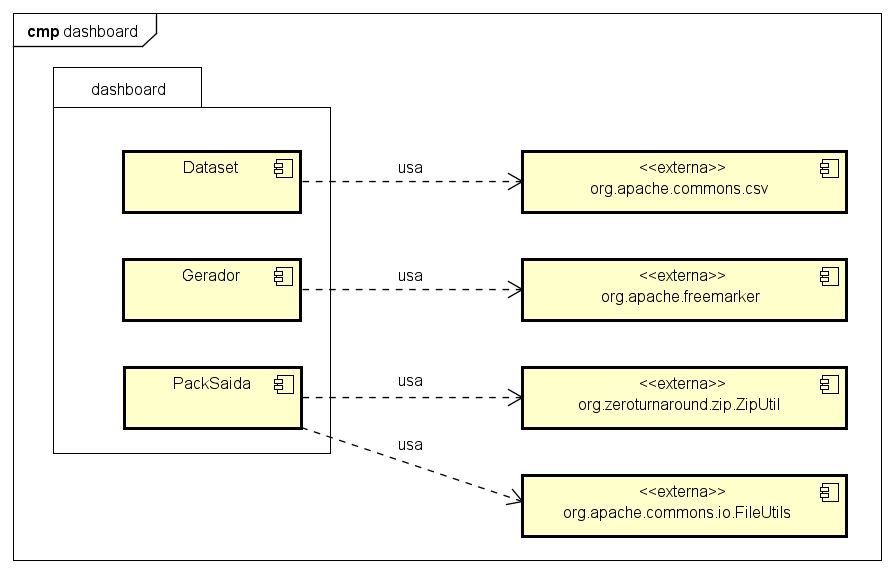 cmp dashboard
dashboard
Dataset
usa
<<externa>>
org.apache.commons.csv
Gerador
usa
<<externa>>
org.apache.freemarker
PackSaida
usa
<<externa>>
org.zeroturnaround.zip.ZipUtil
usa
<<externa>>
org.apache.commons.io.FileUtils